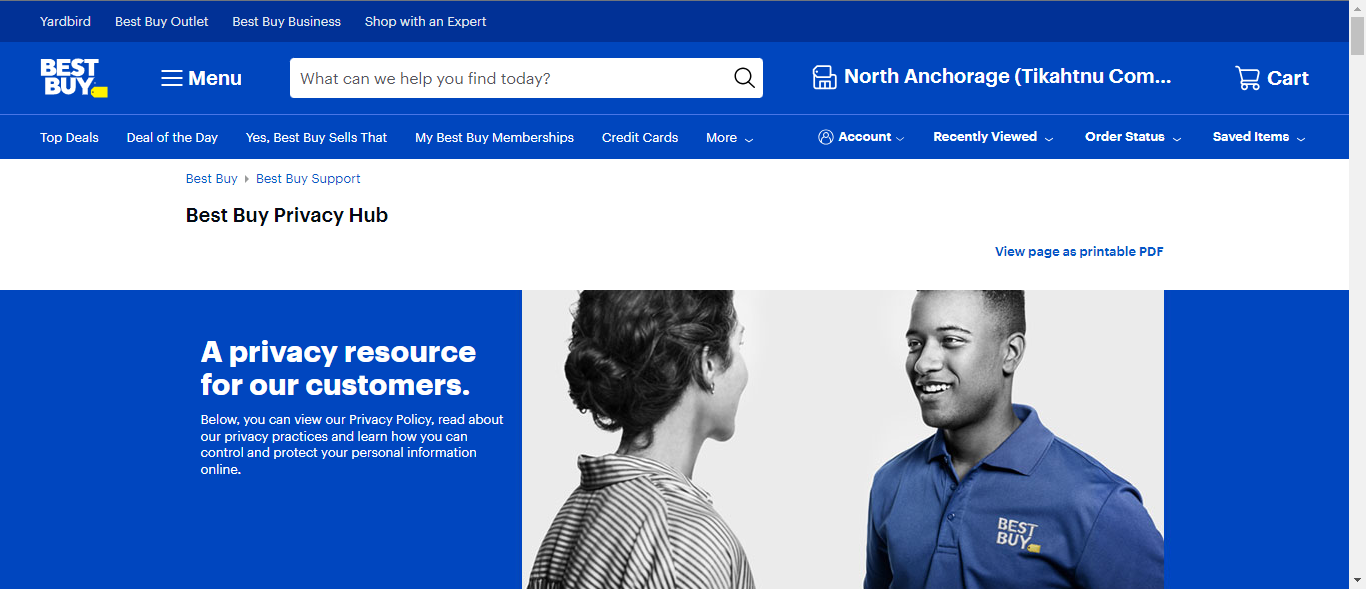 Yardbird Best Buy Outlet Best Buy Business Shop with an Expert
BEST
BUY
Menu
What can we help you find today?
North Anchorage (Tikahtnu Com...
Cart
Top Deals Deal of the Day Yes, Best Buy Sells That My Best Buy Memberships Credit Cards More
Account Recently Viewed Order Status Saved Items
Best Buy Best Buy Support
Best Buy Privacy Hub
View page as printable PDF
A privacy resource
for our customers.
Below, you can view our Privacy Policy, read about
our privacy practices and learn how you can
control and protect your personal information
online.
BEST
BUY